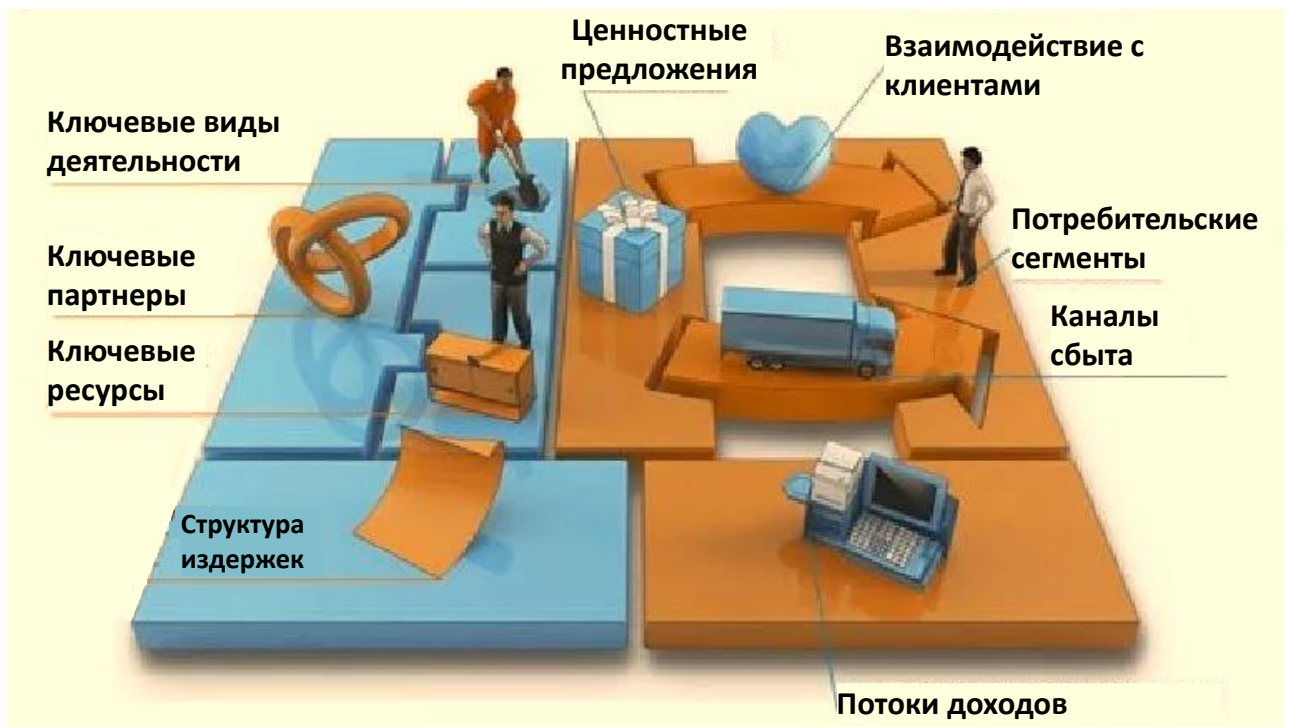 Ценностные
предложения
Взаимодействие с
клиентами
Ключевые виды
деятельности
Потребительские
сегменты
Ключевые
партнеры
Каналы
сбыта
Ключевые
ресурсы
Структура
издержек
Потоки доходов